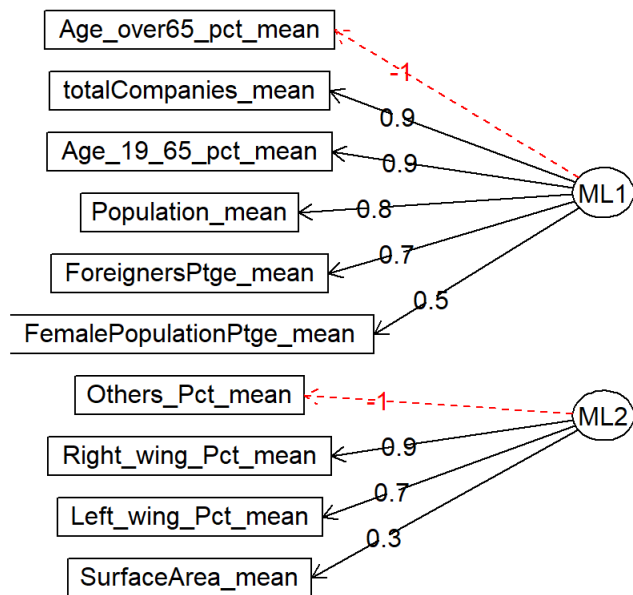 Age_over65_pct_mean
-1
totalCompanies_mean
0.9
Age_19_65_pct_mean
0.9
ML1
Population_mean
0.8
ForeignersPtge_mean
0.7
FemalePopulationPtge_mean
0.5
Others_Pct_mean
-1
ML2
Right_wing_Pct_mean
0.9
Left_wing_Pct_mean
0.7
SurfaceArea_mean
0.3